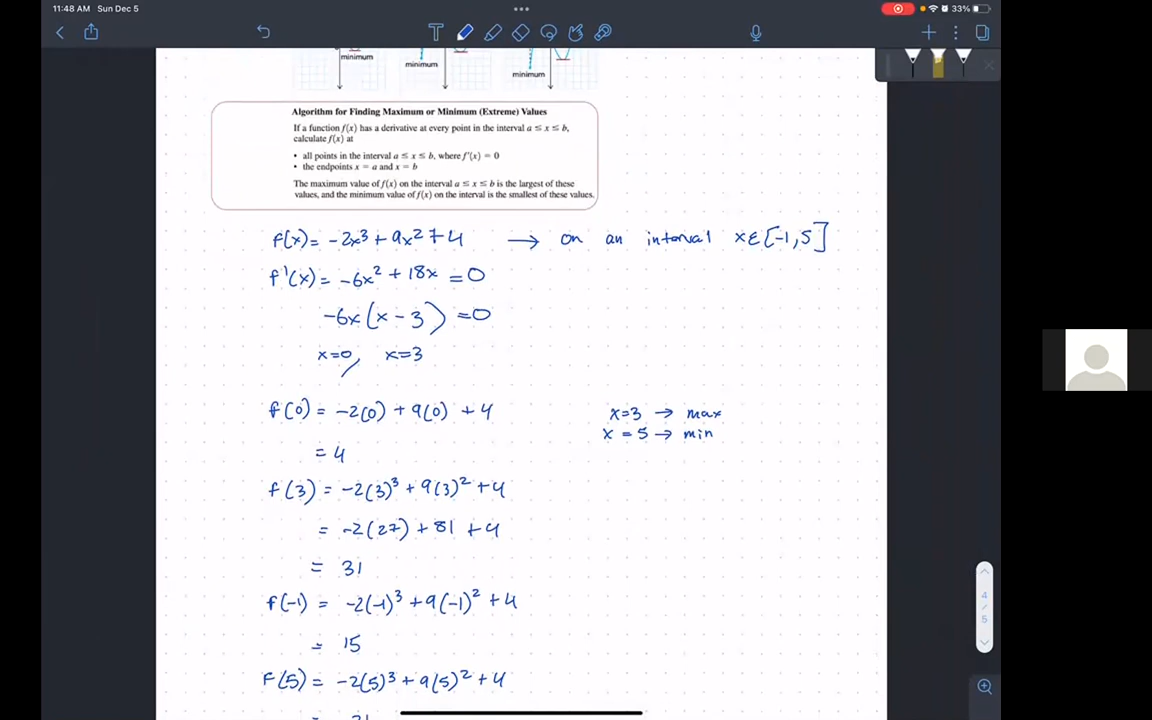 11:48 AM Sun Dec 5
33%
minimum
minimum
minimum
Algorithm for Finding Maximum or Minimum (Extreme) Values
If a function f(x) has a derivative at every point in the interval a ≤ x ≤ b,
calculate f(x) at
• all points in the interval a ≤ x ≤ b, where f'(x) = 0
• the endpoints x = a and x = b
The maximum value of f(x) on the interval a ≤ x ≤ b is the largest of these
values, and the minimum value of f(x) on the interval is the smallest of these values.
f(x) = -2x³ + 9x² + 4 → on an interval x∈[-1,5]
f'(x) = -6x² + 18x = 0
-6x(x - 3) = 0
x=0, x=3
f(0) = -2(0) + 9(0) + 4
= 4
x=3 → max
x = 5 → min
f(3) = -2(3)³ + 9(3)² + 4
= -2(27) + 81 + 4
= 31
f(-1) = -2(-1)³ + 9(-1)² + 4
= 15
f(5) = -2(5)³ + 9(5)² + 4
=
4
/
5